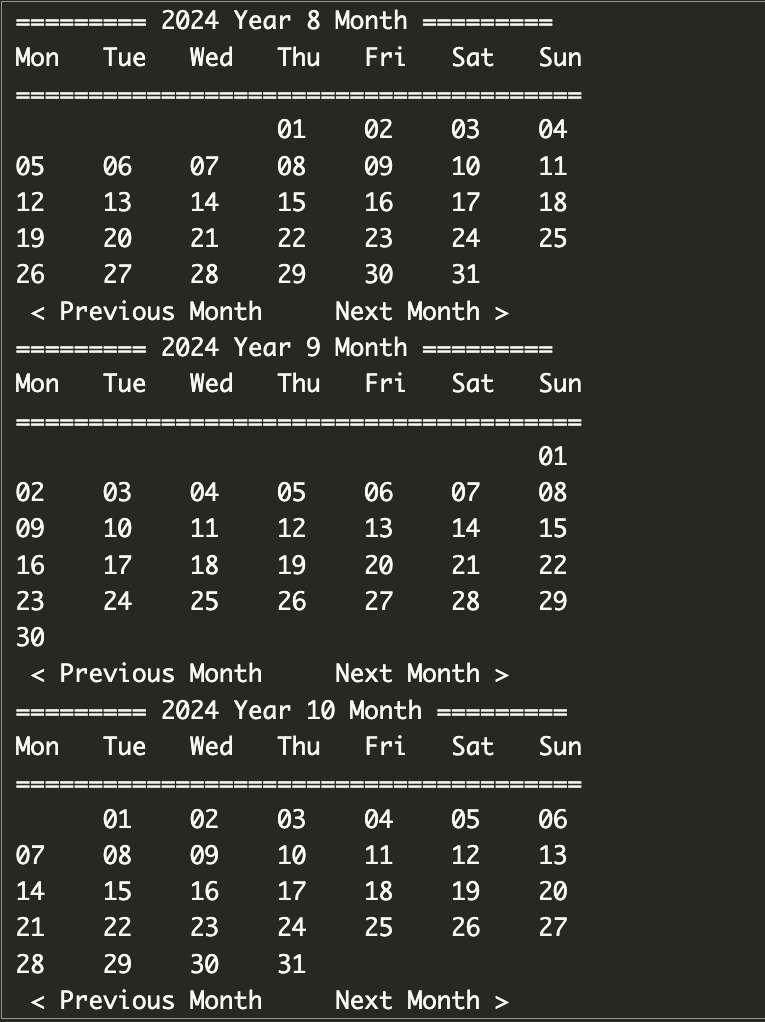 ========= 2024 Year 8 Month =========
Mon   Tue   Wed   Thu   Fri   Sat   Sun
=======================================
                  01    02    03    04
05    06    07    08    09    10    11
12    13    14    15    16    17    18
19    20    21    22    23    24    25
26    27    28    29    30    31
 < Previous Month     Next Month >
========= 2024 Year 9 Month =========
Mon   Tue   Wed   Thu   Fri   Sat   Sun
=======================================
                                    01
02    03    04    05    06    07    08
09    10    11    12    13    14    15
16    17    18    19    20    21    22
23    24    25    26    27    28    29
30
 < Previous Month     Next Month >
========= 2024 Year 10 Month =========
Mon   Tue   Wed   Thu   Fri   Sat   Sun
=======================================
      01    02    03    04    05    06
07    08    09    10    11    12    13
14    15    16    17    18    19    20
21    22    23    24    25    26    27
28    29    30    31
 < Previous Month     Next Month >